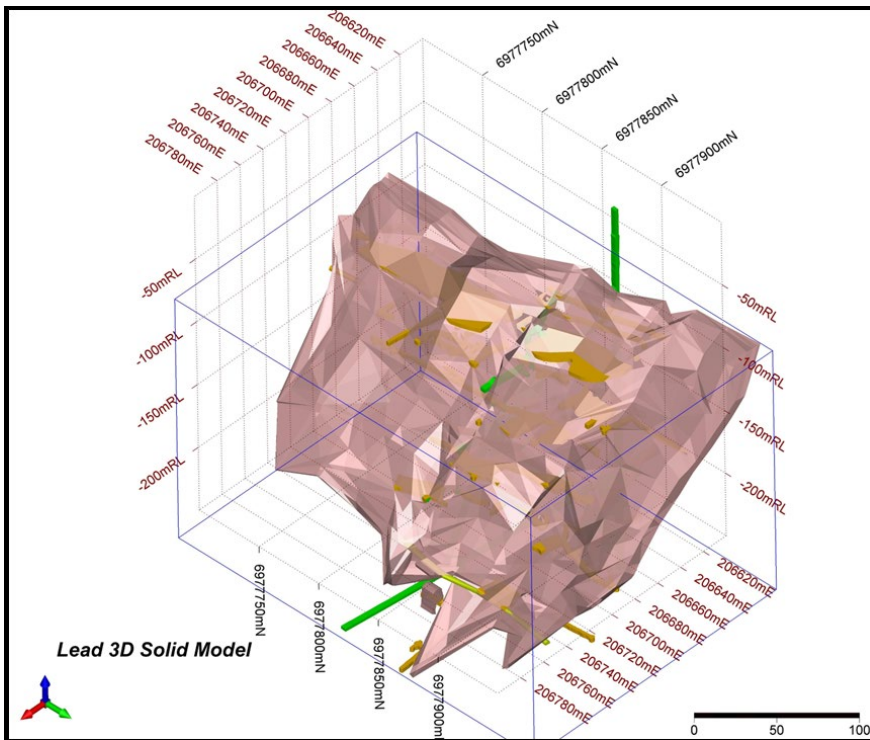 206620mE
206640mE
206660mE
206680mE
206700mE
206720mE
206740mE
206760mE
206780mE
6977750mN
6977800mN
6977850mN
6977900mN
-50mRL
-100mRL
-150mRL
-200mRL
-50mRL
-100mRL
-150mRL
-200mRL
6977750mN
6977800mN
6977850mN
6977900mN
206620mE
206640mE
206660mE
206680mE
206700mE
206720mE
206740mE
206760mE
206780mE
Lead 3D Solid Model
0 50 100